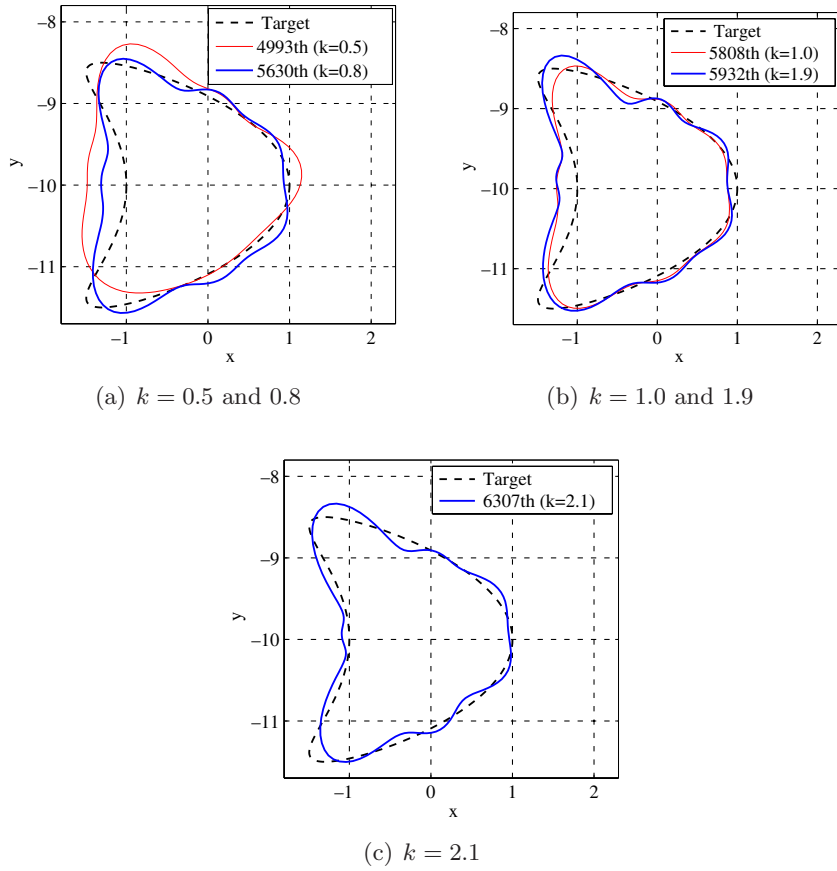 Target
4993th (k=0.5)
5630th (k=0.8)
−8
−9
−10
−11
y
−1
0
1
2
x
(a) k = 0.5 and 0.8
Target
5808th (k=1.0)
5932th (k=1.9)
−8
−9
−10
−11
y
−1
0
1
2
x
(b) k = 1.0 and 1.9
Target
6307th (k=2.1)
−8
−9
−10
−11
y
−1
0
1
2
x
(c) k = 2.1